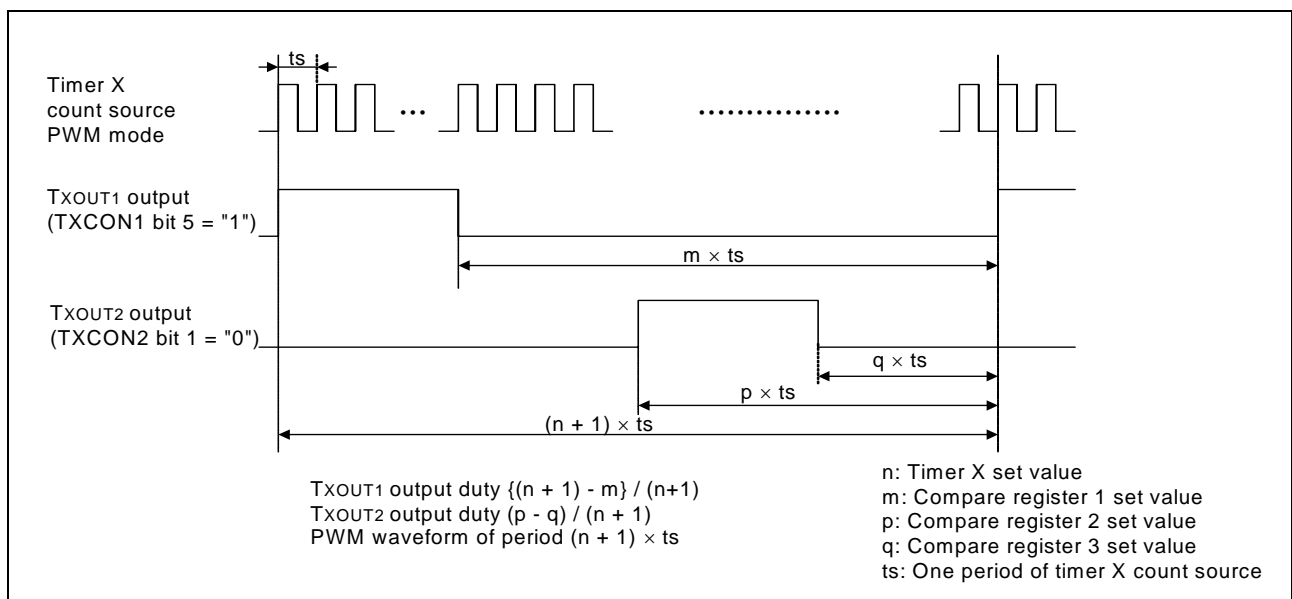 ts
Timer X
count source
PWM mode
TXOUT1 output
(TXCON1 bit 5 = "1")
m × ts
TXOUT2 output
(TXCON2 bit 1 = "0")
q × ts
p × ts
(n + 1) × ts
TXOUT1 output duty {(n + 1) - m} / (n+1)
TXOUT2 output duty (p - q) / (n + 1)
PWM waveform of period (n + 1) × ts
n: Timer X set value
m: Compare register 1 set value
p: Compare register 2 set value
q: Compare register 3 set value
ts: One period of timer X count source